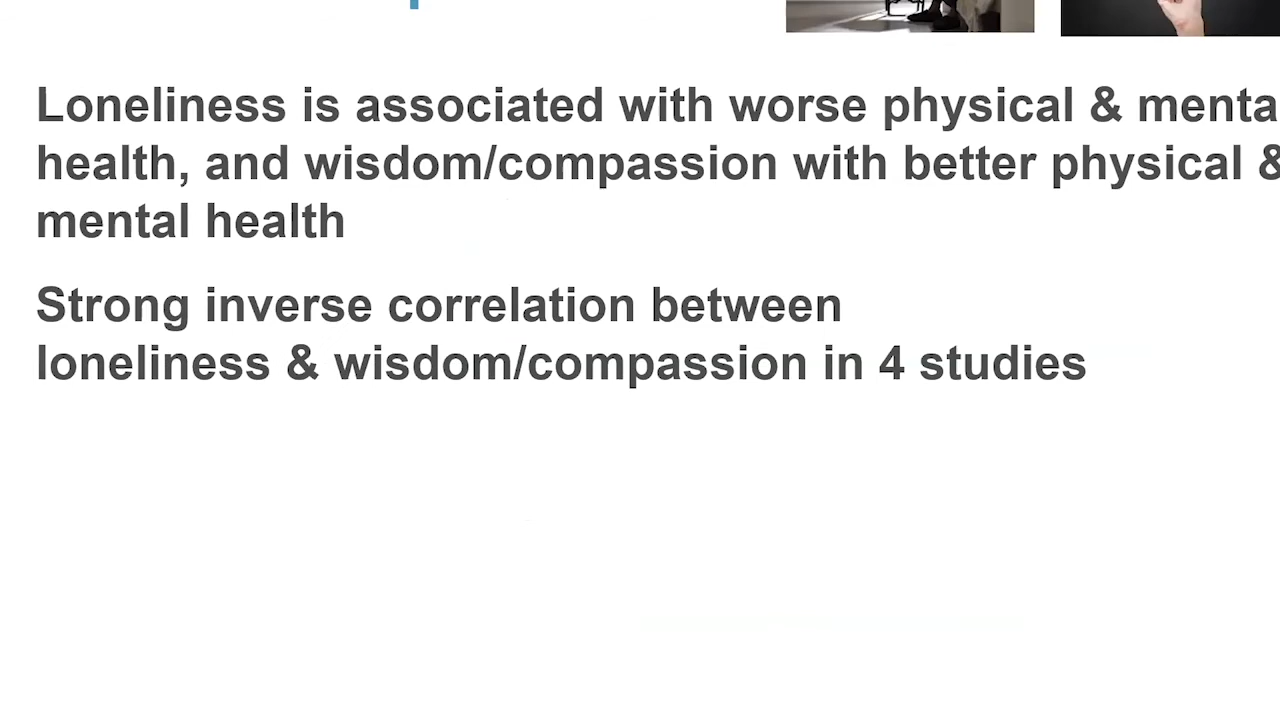 Loneliness is associated with worse physical & menta
health, and wisdom/compassion with better physical &
mental health
Strong inverse correlation between
loneliness & wisdom/compassion in 4 studies